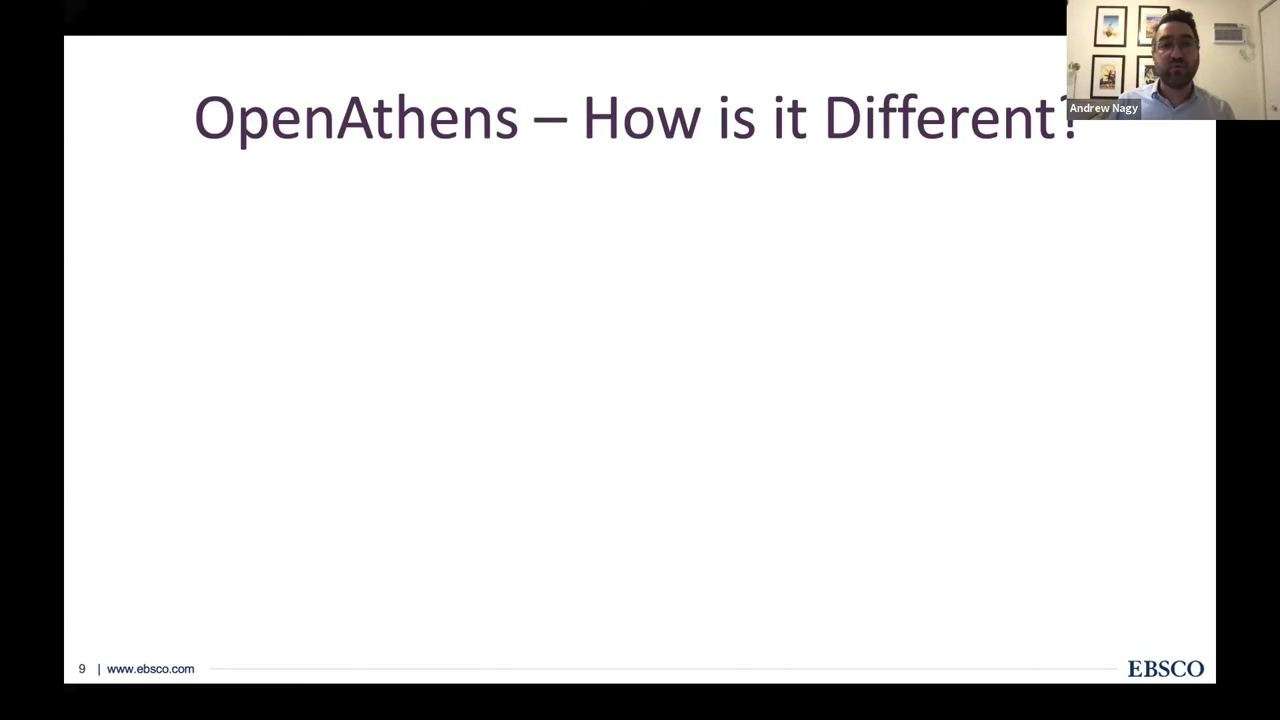 OpenAthens – How is it Different?
Andrew Nagy
9 | www.ebsco.com
EBSCO